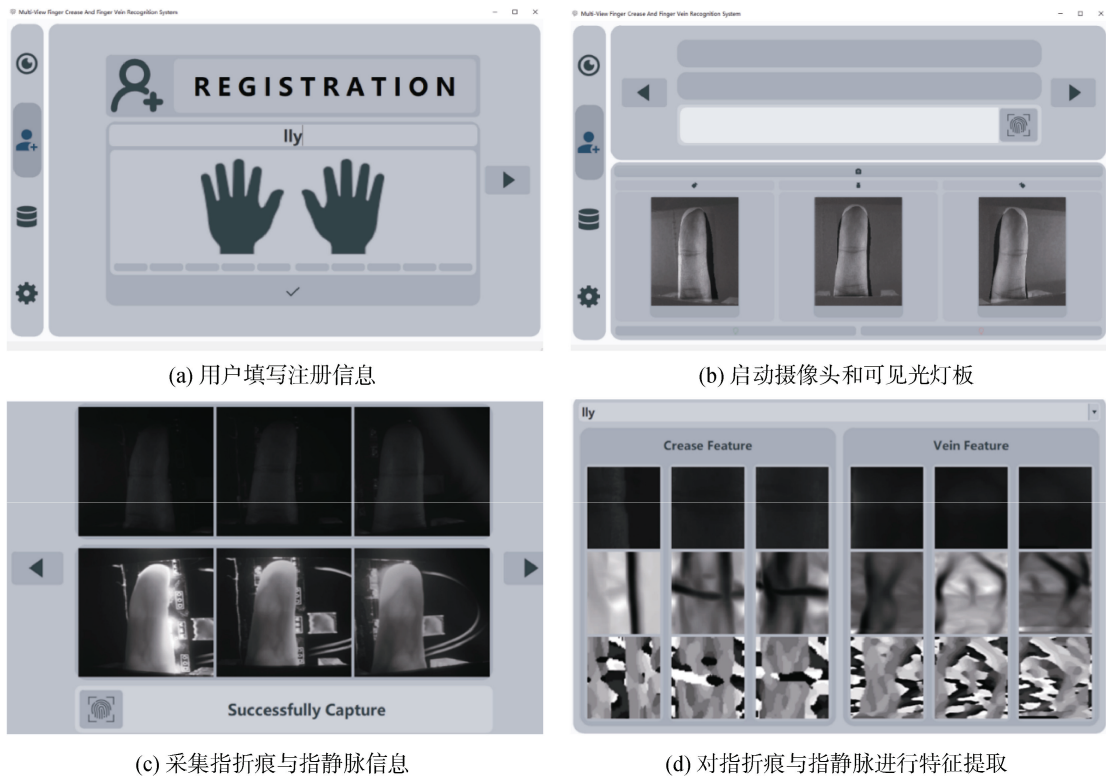 Multi-View Finger Crease And Finger Vein Recognition System
REGISTRATION
lly
(a) 用户填写注册信息
Multi-View Finger Crease And Finger Vein Recognition System
(b) 启动摄像头和可见光灯板
Successfully Capture
(c) 采集指折痕与指静脉信息
lly
Crease Feature
Vein Feature
(d) 对指折痕与指静脉进行特征提取